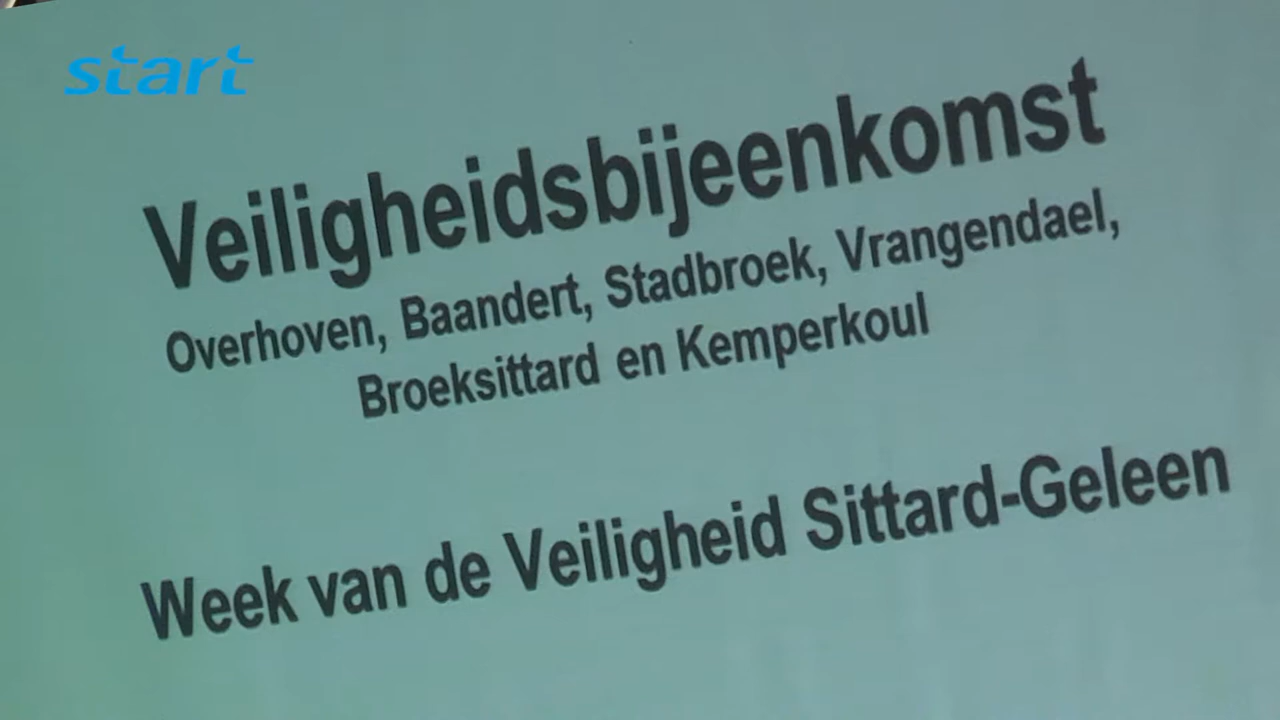 start
Veiligheidsbijeenkomst
Overhoven, Baandert, Stadbroek, Vrangendael,
Broeksittard en Kemperkoul
Week van de Veiligheid Sittard-Geleen